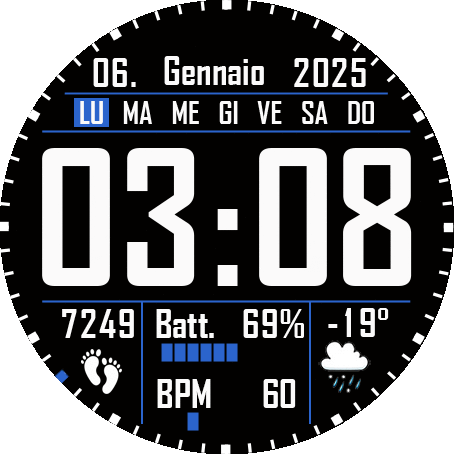 06. Gennaio 2025
LU MA ME GI VE SA DO
03:08
7249 Batt. 69% -19°
BPM 60